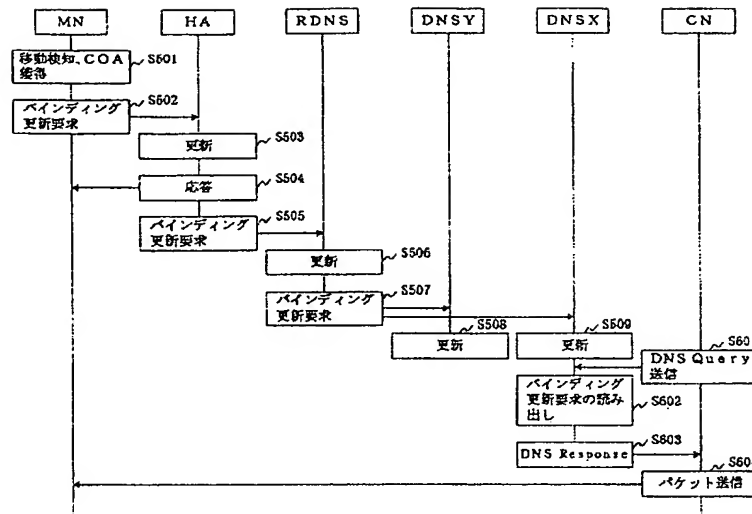 MN
HA
RDNS
DNSY
DNSX
CN
移動検知、COA
獲得
S501
バインディング
更新要求
S502
更新
S503
応答
S504
バインディング
更新要求
S505
更新
S506
バインディング
更新要求
S507
更新
S508
更新
S509
DNS Query
送信
S60
バインディング
更新要求の読み
出し
S602
DNS Response
S603
パケット送信
S60